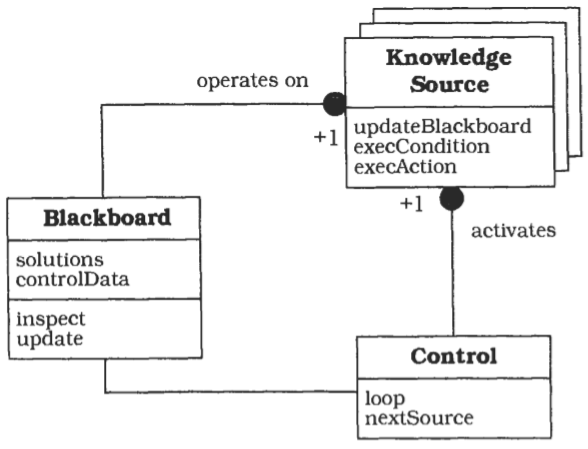 Knowledge
Source
operates on
+1
updateBlackboard
execCondition
execAction
+1
activates
Blackboard
solutions
controlData
inspect
update
Control
loop
nextSource